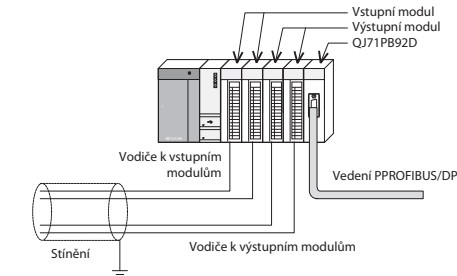 Vstupní modul
Výstupní modul
QJ71PB92D
Vodiče k vstupním
modulům
Vedení PPROFIBUS/DP
Vodiče k výstupním modulům
Stínění